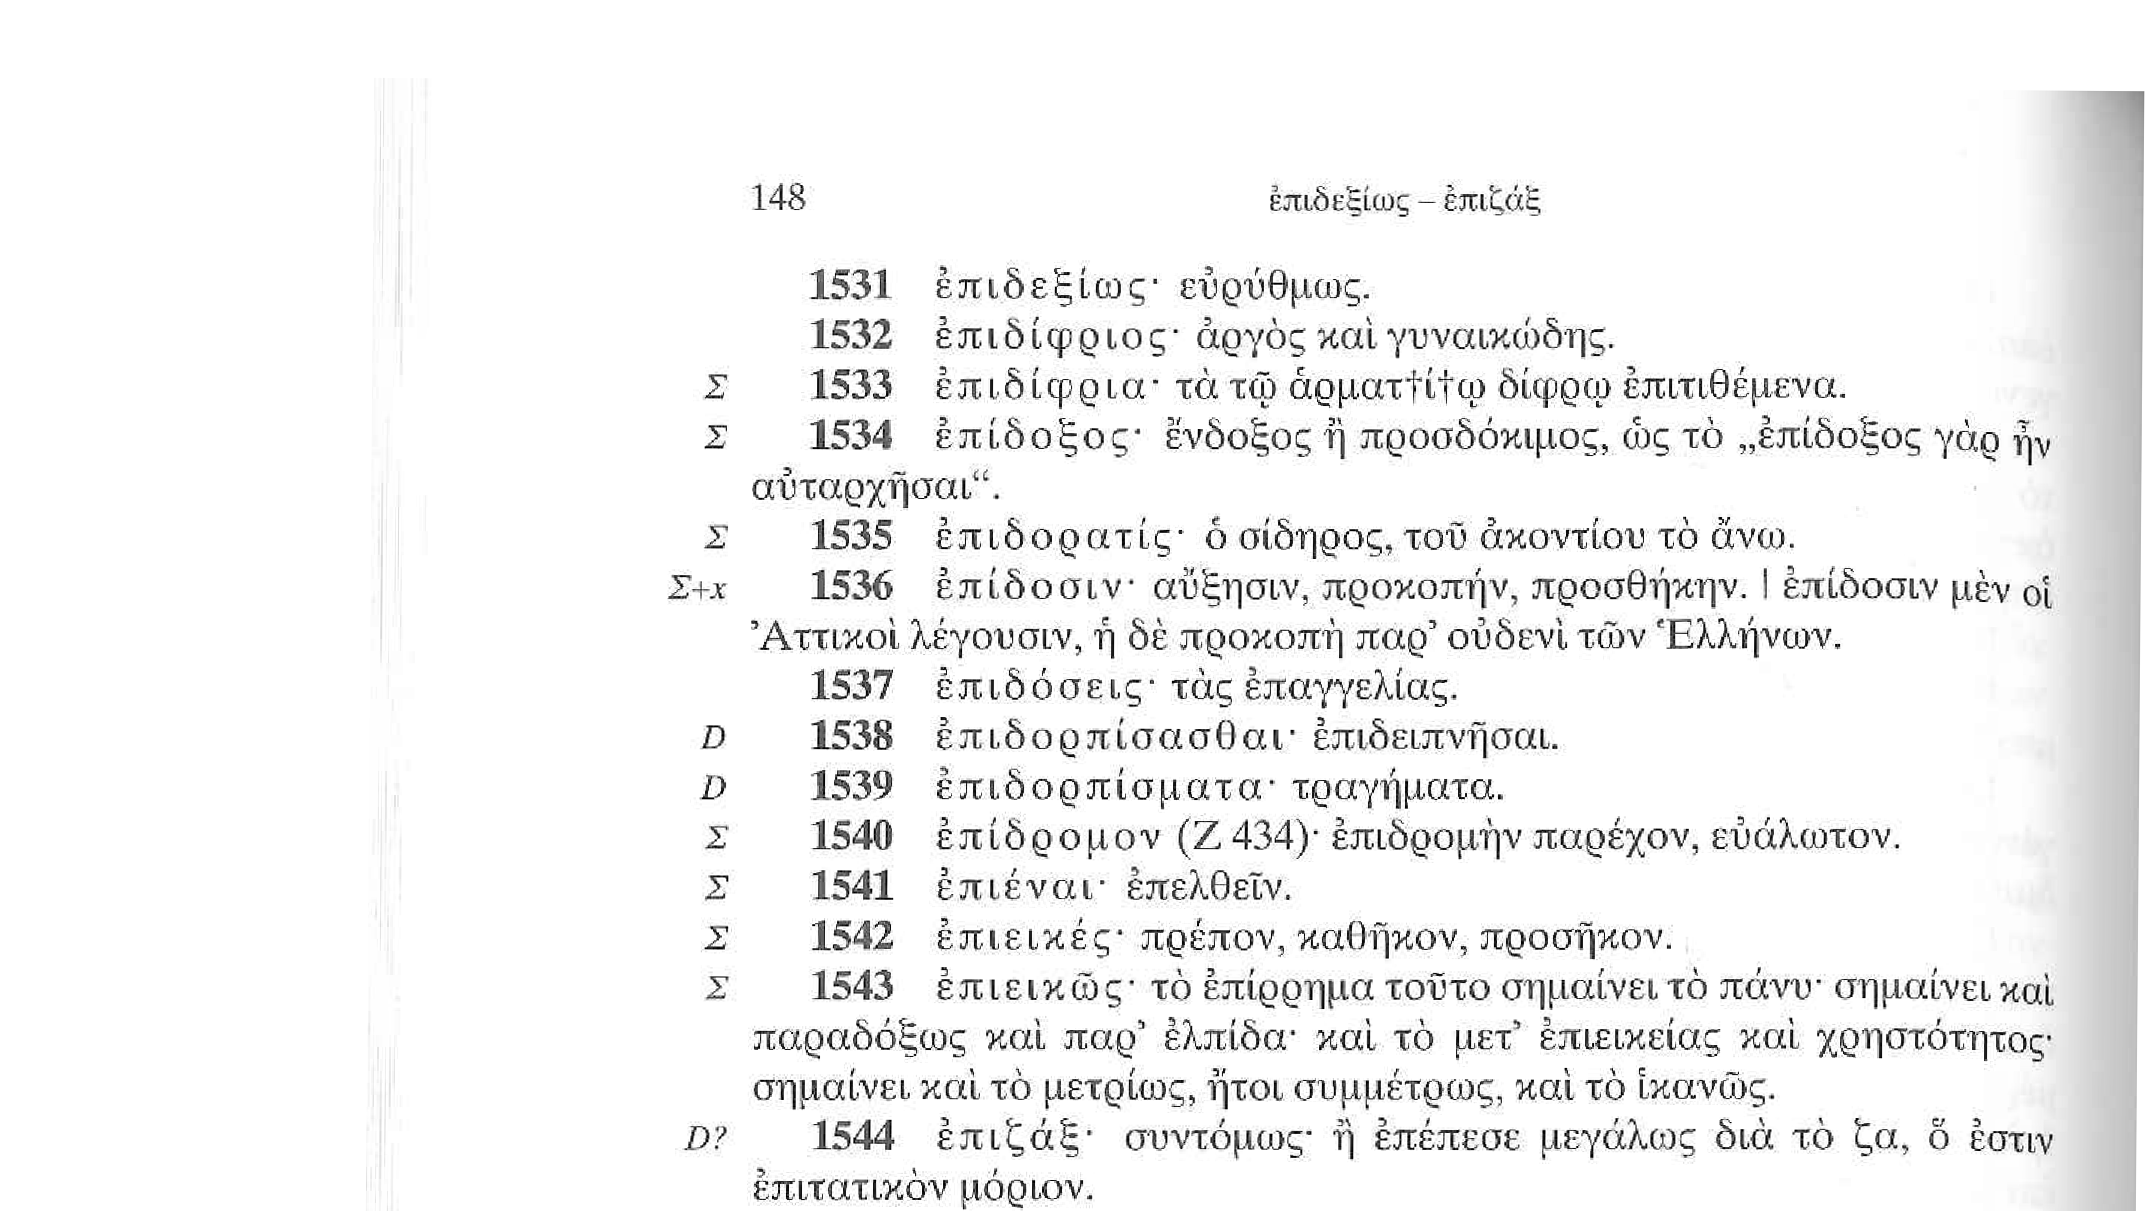 148 ἐπιδεξίως – ἐπιζάξ
1531 ἐπιδεξίως· εὐρύθμως.
1532 ἐπιδίφριος· ἀργὸς καὶ γυναικώδης.
Σ 1533 ἐπιδίφρια· τὰ τῷ ἁρματ†ί†ῳ δίφρῳ ἐπιτιθέμενα.
Σ 1534 ἐπίδοξος· ἔνδοξος ἢ προσδόκιμος, ὡς τὸ „ἐπίδοξος γὰρ ἦν
αὐταρχῆσαι“.
Σ 1535 ἐπιδορατίς· ὁ σίδηρος, τοῦ ἀκοντίου τὸ ἄνω.
Σ+x 1536 ἐπίδοσιν· αὔξησιν, προκοπήν, προσθήκην. | ἐπίδοσιν μὲν οἱ
Ἀττικοὶ λέγουσιν, ἡ δὲ προκοπὴ παρ’ οὐδενὶ τῶν Ἑλλήνων.
1537 ἐπιδόσεις· τὰς ἐπαγγελίας.
D 1538 ἐπιδορπίσασθαι· ἐπιδειπνῆσαι.
D 1539 ἐπιδορπίσματα· τραγήματα.
Σ 1540 ἐπίδρομον (Ζ 434)· ἐπιδρομὴν παρέχον, εὐάλωτον.
Σ 1541 ἐπιέναι· ἐπελθεῖν.
Σ 1542 ἐπιεικές· πρέπον, καθῆκον, προσῆκον.
Σ 1543 ἐπιεικῶς· τὸ ἐπίρρημα τοῦτο σημαίνει τὸ πάνυ· σημαίνει καὶ
παραδόξως καὶ παρ’ ἐλπίδα· καὶ τὸ μετ’ ἐπιεικείας καὶ χρηστότητος·
σημαίνει καὶ τὸ μετρίως, ἤτοι συμμέτρως, καὶ τὸ ἱκανῶς.
D? 1544 ἐπιζάξ· συντόμως· ἢ ἐπέπεσε μεγάλως διὰ τὸ ζα, ὅ ἐστιν
ἐπιτατικὸν μόριον.